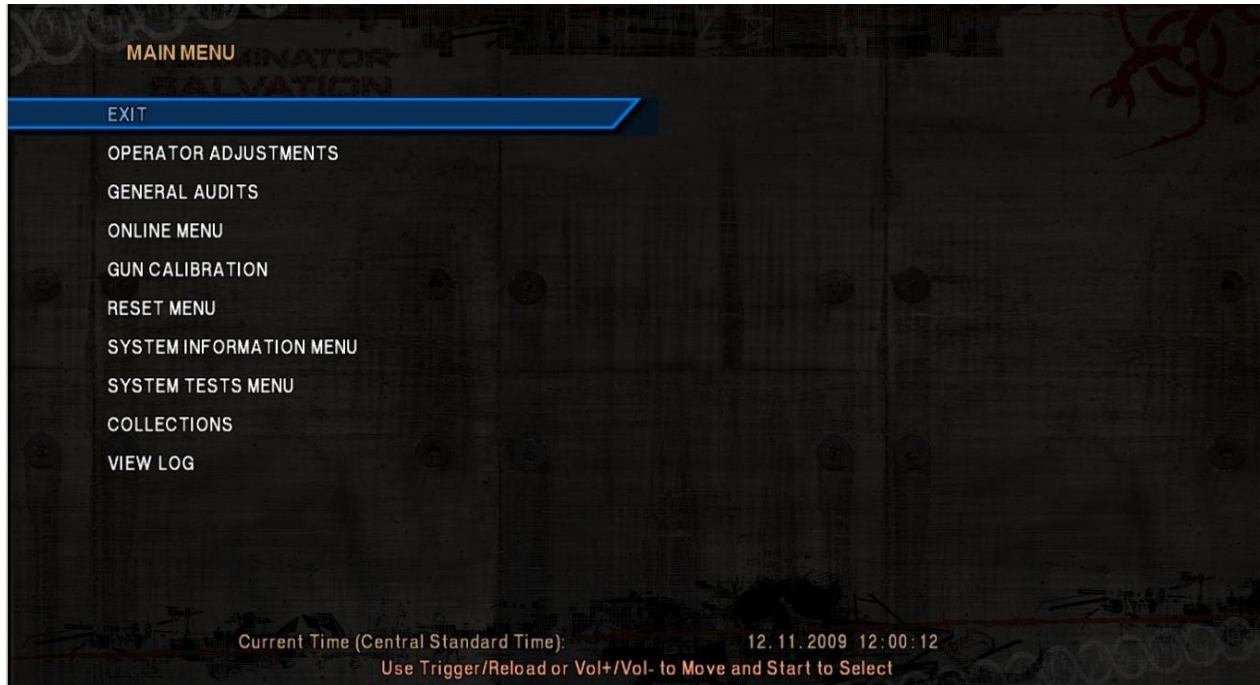 MAIN MENU
TERMINATOR
SALVATION
EXIT
OPERATOR ADJUSTMENTS
GENERAL AUDITS
ONLINE MENU
GUN CALIBRATION
RESET MENU
SYSTEM INFORMATION MENU
SYSTEM TESTS MENU
COLLECTIONS
VIEW LOG
Current Time (Central Standard Time): 12.11.2009 12:00:12
Use Trigger/Reload or Vol+/Vol- to Move and Start to Select